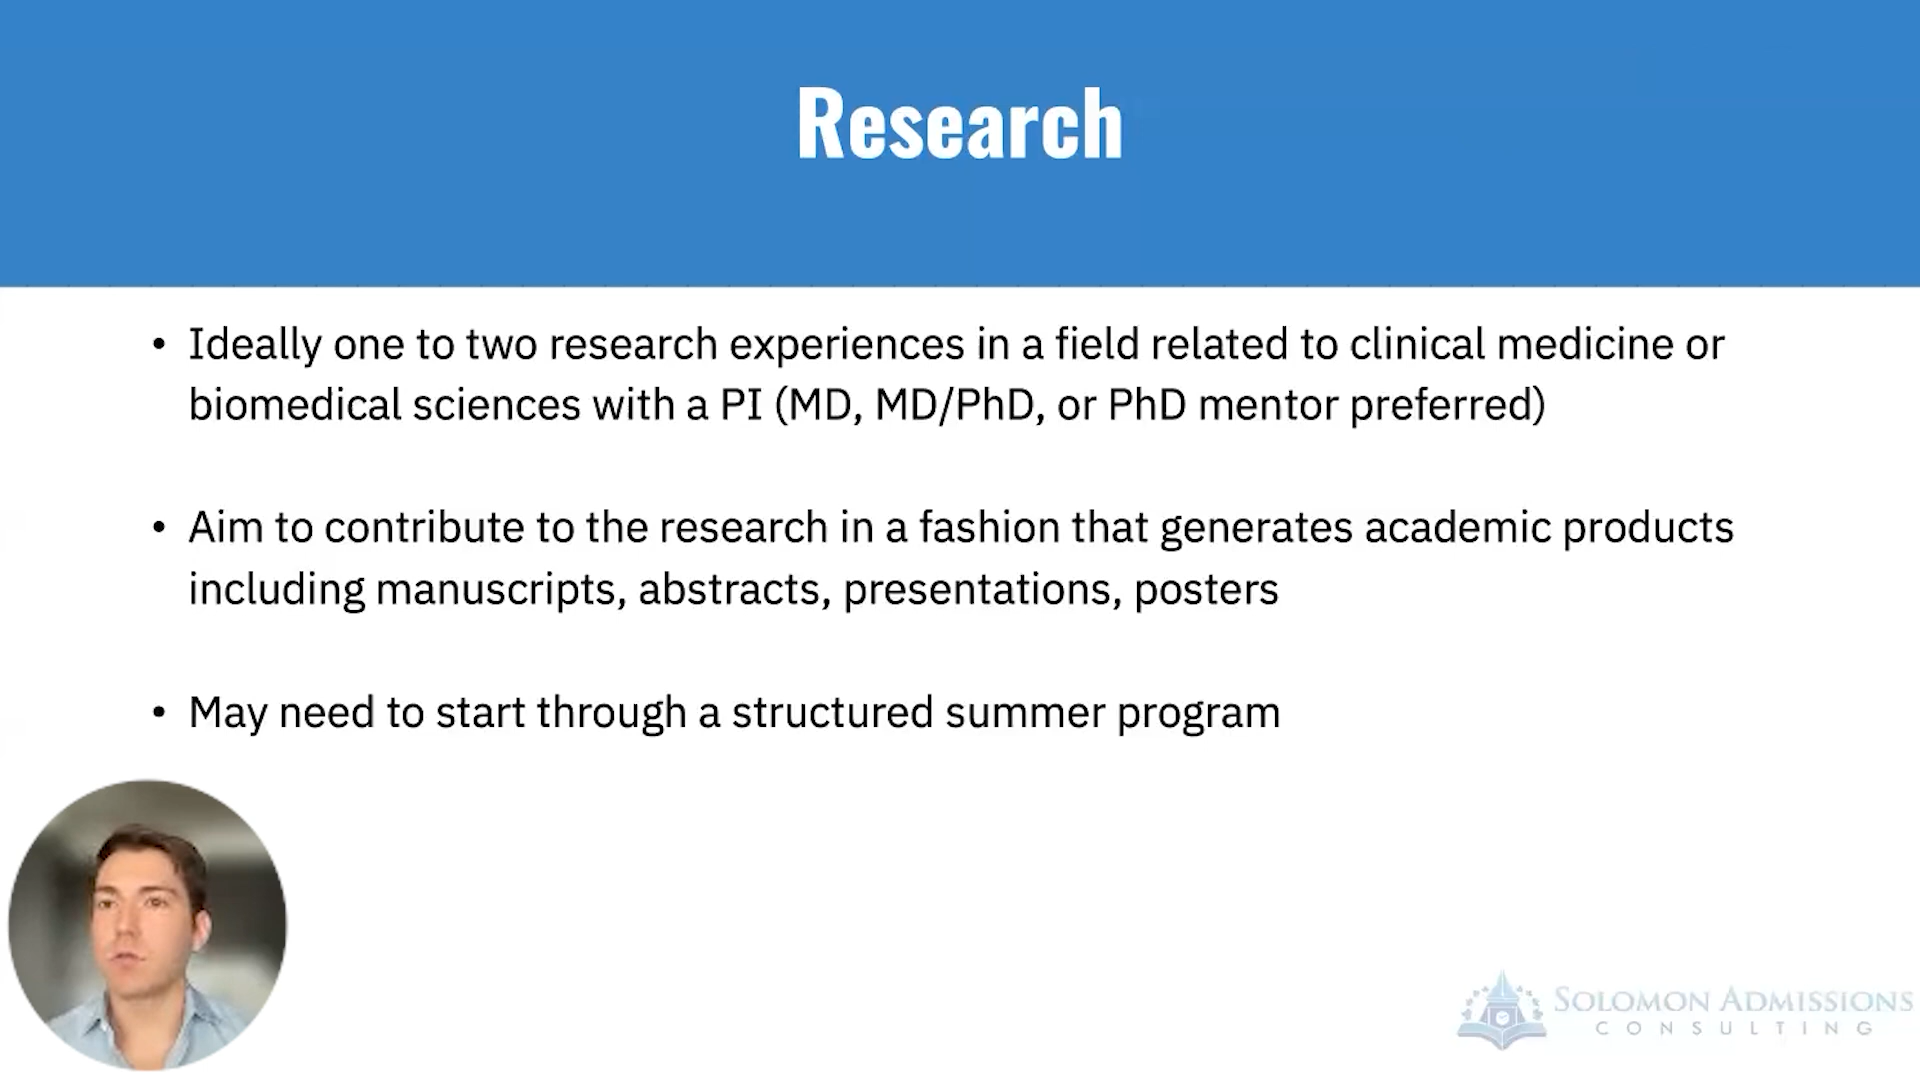 Research
• Ideally one to two research experiences in a field related to clinical medicine or
biomedical sciences with a PI (MD, MD/PhD, or PhD mentor preferred)
• Aim to contribute to the research in a fashion that generates academic products
including manuscripts, abstracts, presentations, posters
• May need to start through a structured summer program
SOLOMON ADMISSIONS
CONSULTING